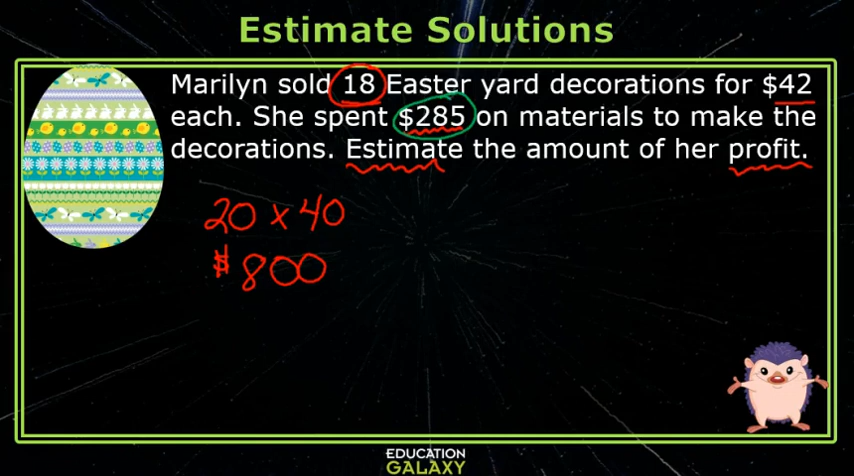 Estimate Solutions
Marilyn sold 18 Easter yard decorations for $42
each. She spent $285 on materials to make the
decorations. Estimate the amount of her profit.
20 x 40
$800
EDUCATION
GALAXY